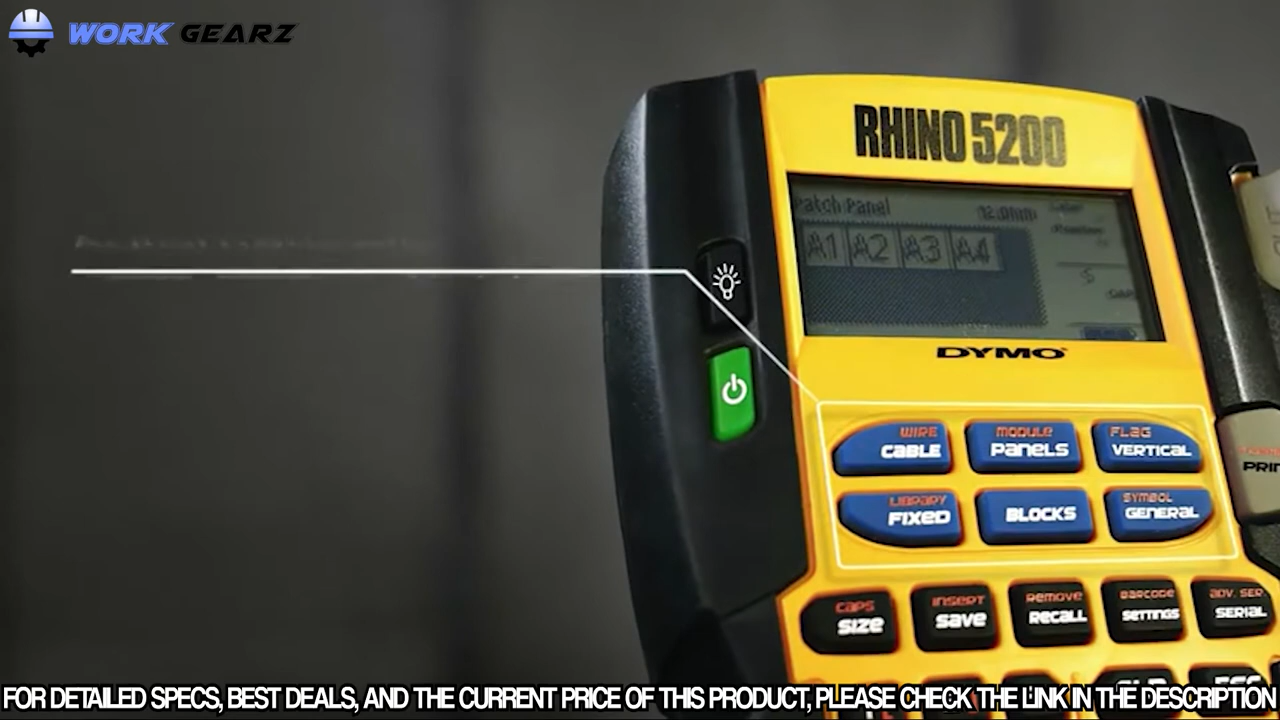 WORK GEARZ
RHINO 5200
Patch Panel 12.0mm
A1 A2 A3 A4
DYMO
WIRE MODULE FLAG
CABLE PANELS VERTICAL
LIBRARY SYMBOL
FIXED BLOCKS GENERAL
CAPS INSERT REMOVE BARCODE ADV. SER.
SIZE SAVE RECALL SETTINGS SERIAL
FOR DETAILED SPECS, BEST DEALS, AND THE CURRENT PRICE OF THIS PRODUCT, PLEASE CHECK THE LINK IN THE DESCRIPTION